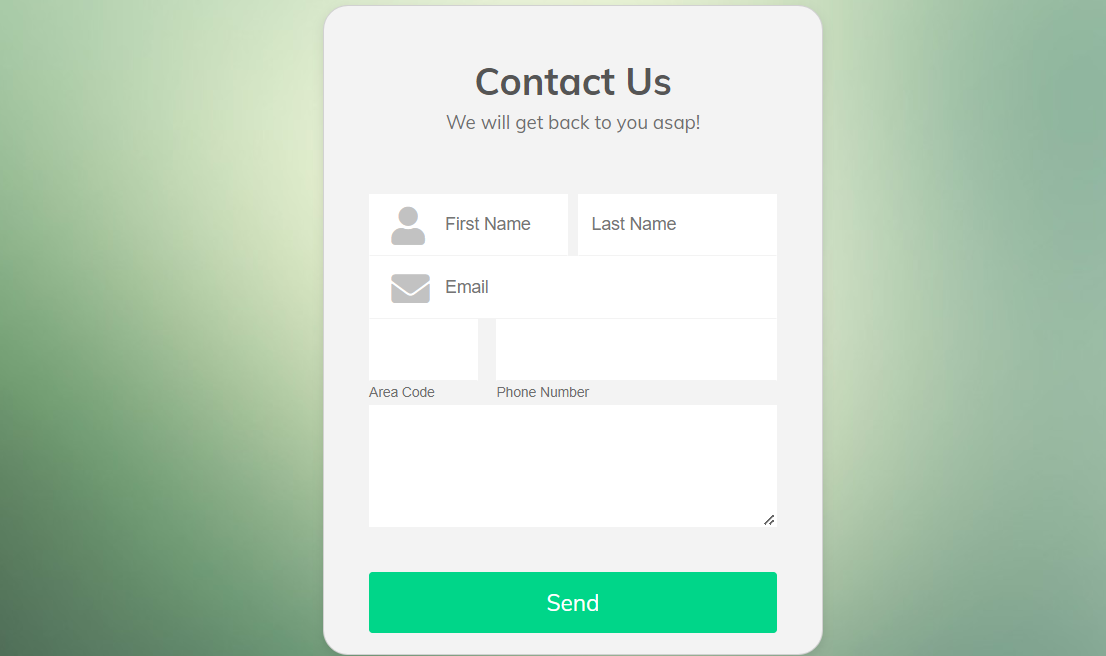 Contact Us
We will get back to you asap!
First Name Last Name
Email
Area Code Phone Number
Send